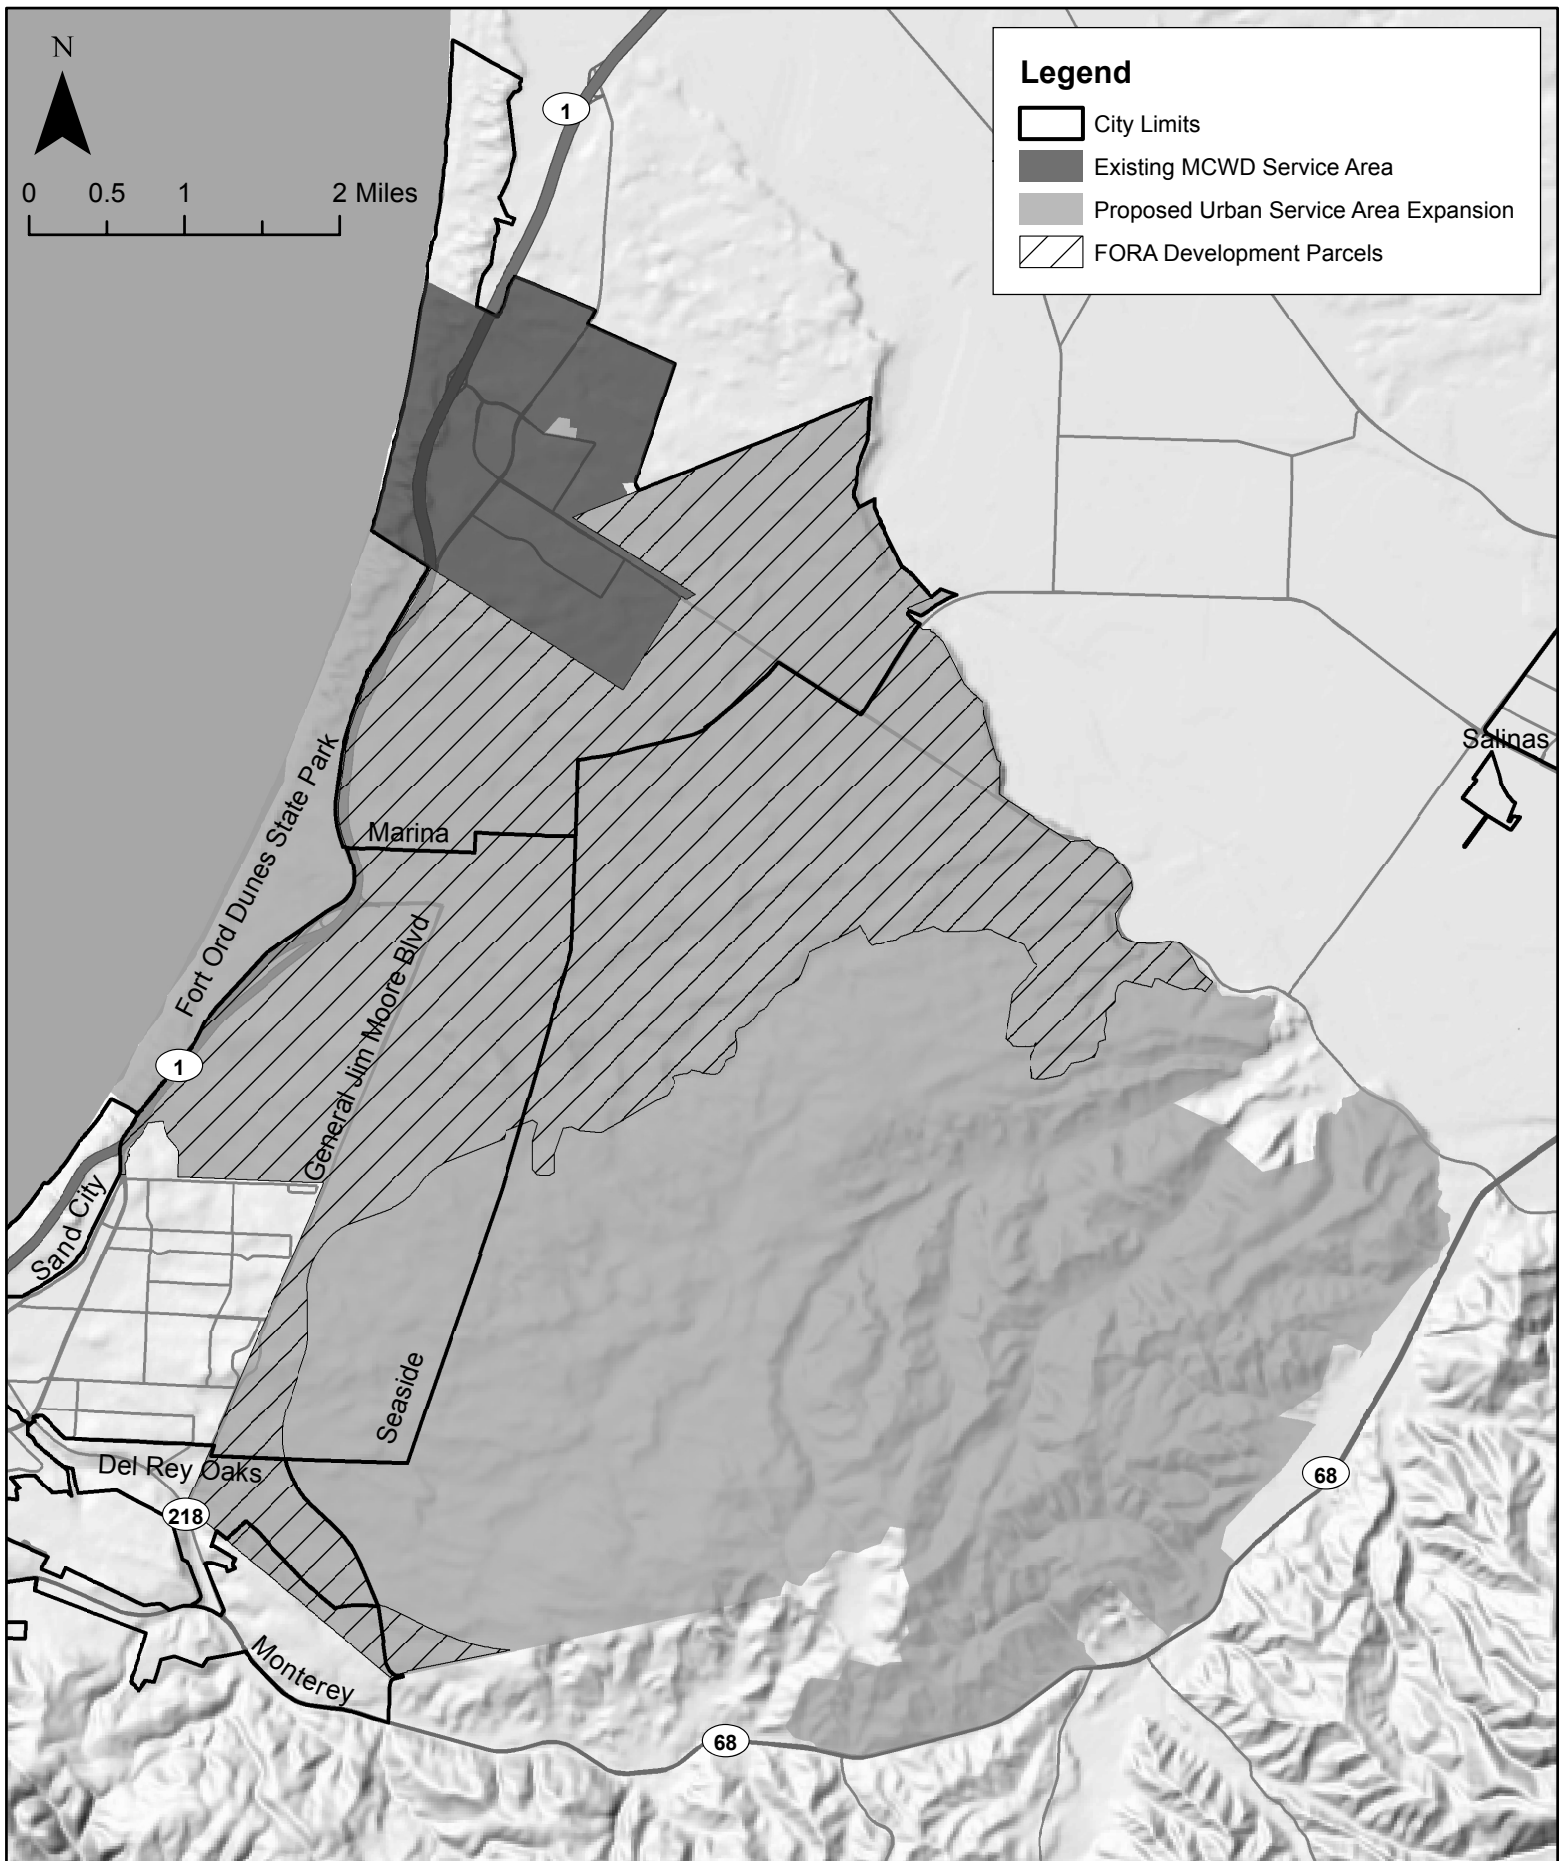 N
0 0.5 1 2 Miles
Legend
City Limits
Existing MCWD Service Area
Proposed Urban Service Area Expansion
FORA Development Parcels
1
Salinas
Fort Ord Dunes State Park
Marina
General Jim Moore Blvd
1
Sand City
Seaside
Del Rey Oaks
218
68
Monterey
68